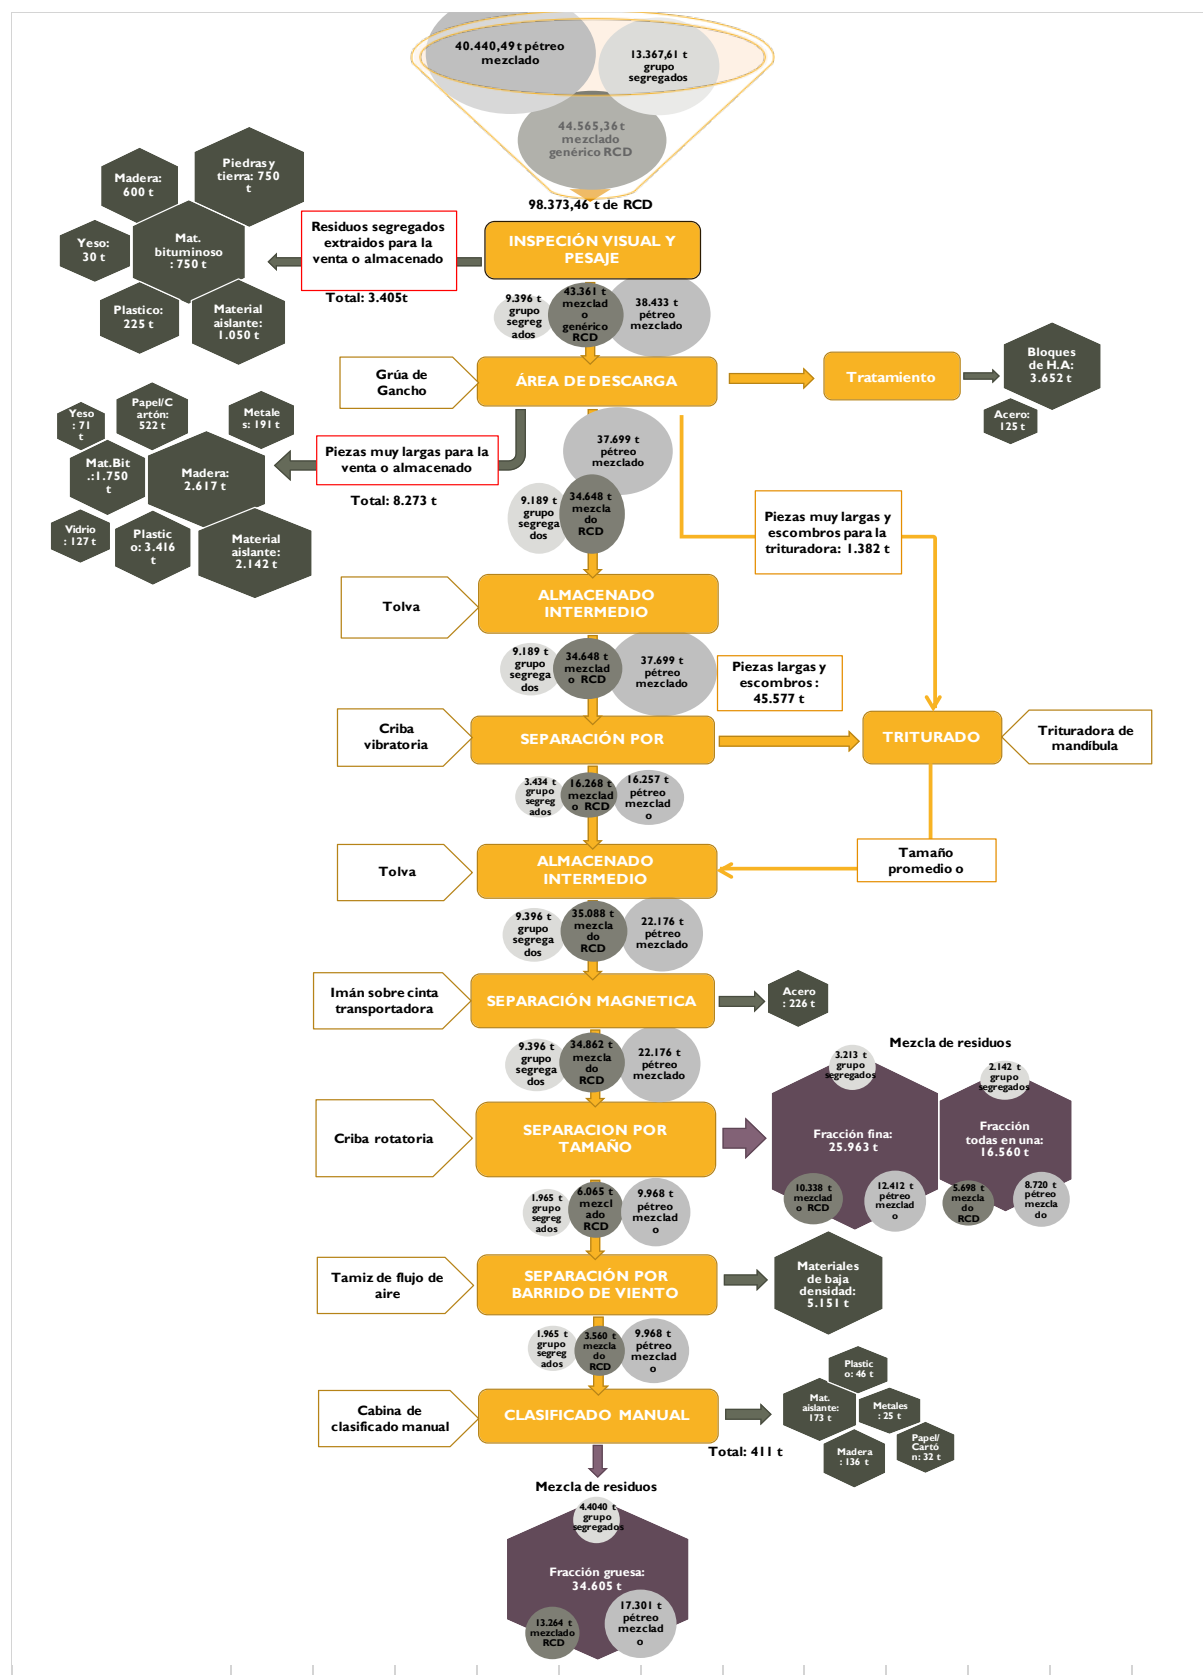 40.440,49t pétreo
mezclado
13.367,61 t
grupo
segregados
44.565,36 t
mezclado
genérico RCD
98.373,46 t de RCD
INSPECIÓN VISUAL Y
PESAJE
Residuos segregados
extraidos para la
venta o almacenado
Total: 3.405t
Piedras y
tierra: 750
t
Madera:
600 t
Yeso:
30 t
Mat.
bituminoso
: 750 t
Plastico:
225 t
Material
aislante:
1.050 t
9.396 t
grupo
segreg
ados
43.361 t
mezclad
o
genérico
RCD
38.433 t
pétreo
mezclado
Grúa de
Gancho
ÁREA DE DESCARGA
Tratamiento
Bloques
de H.A:
3.652 t
Acero:
125 t
Yeso
: 71
t
Papel/C
artón:
522 t
Metale
s: 191 t
Mat.Bit
.:1.750
t
Madera:
2.617 t
Vidrio
: 127 t
Plastic
o: 3.416
t
Material
aislante:
2.142 t
Piezas muy largas para la
venta o almacenado
Total: 8.273 t
37.699 t
pétreo
mezclado
9.189 t
grupo
segrega
dos
34.648 t
mezcla
do
RCD
Piezas muy largas y
escombros para la
trituradora: 1.382 t
Tolva
ALMACENADO
INTERMEDIO
9.189 t
grupo
segrega
dos
34.648 t
mezclad
o RCD
37.699 t
pétreo
mezclado
Piezas largas y
escombros :
45.577 t
Criba
vibratoria
SEPARACIÓN POR
TRITURADO
Trituradora de
mandíbula
3.434 t
grupo
segreg
ados
16.268 t
mezclad
o RCD
16.257 t
pétreo
mezclad
o
Tamaño
promedio o
Tolva
ALMACENADO
INTERMEDIO
9.396 t
grupo
segrega
dos
35.088 t
mezcla
do
RCD
22.176 t
pétreo
mezclado
Imán sobre cinta
transportadora
SEPARACIÓN MAGNETICA
Acero
: 226 t
9.396 t
grupo
segrega
dos
34.862 t
mezcla
do
RCD
22.176 t
pétreo
mezclado
Mezcla de residuos
3.213 t
grupo
segregados
Fracción fina:
25.963 t
10.338 t
mezclad
o RCD
12.412 t
pétreo
mezclad
o
2.142 t
grupo
segregados
Fracción
todas en una:
16.560 t
5.698 t
mezcla
do RCD
8.720 t
pétreo
mezcla
do
Criba rotatoria
SEPARACION POR
TAMAÑO
1.965 t
grupo
segreg
ados
6.065 t
mezcl
ado
RCD
9.968 t
pétreo
mezclad
o
Tamiz de flujo de
aire
SEPARACIÓN POR
BARRIDO DE VIENTO
Materiales
de baja
densidad:
5.151 t
1.965 t
grupo
segreg
ados
3.560 t
mezcla
do
RCD
9.968 t
pétreo
mezclad
o
Cabina de
clasificado manual
CLASIFICADO MANUAL
Total: 411 t
Plastic
o: 46 t
Mat.
aislante:
173 t
Metales
: 25 t
Madera
: 136 t
Papel/
Cartó
n: 32 t
Mezcla de residuos
4.4040 t
grupo
segregados
Fracción gruesa:
34.605 t
13.264 t
mezclado
RCD
17.301 t
pétreo
mezclad
o